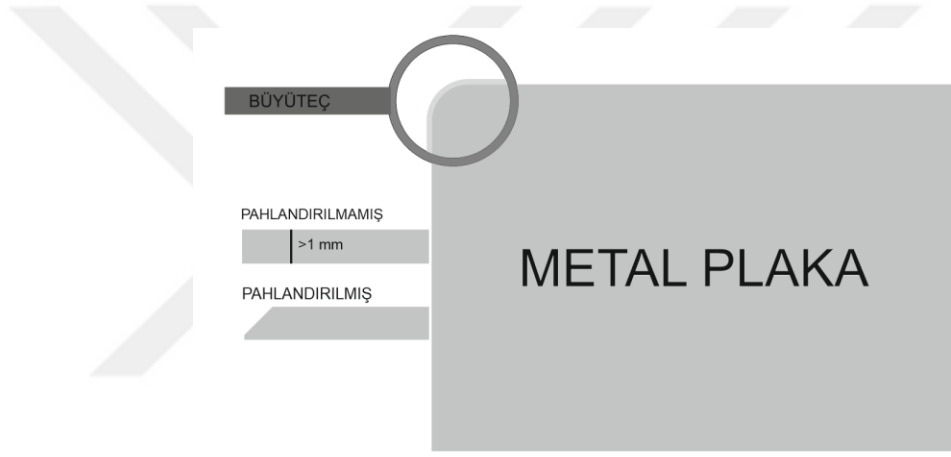 BÜYÜTEÇ
PAHLANDIRILMAMIŞ
>1 mm
PAHLANDIRILMIŞ
METAL PLAKA